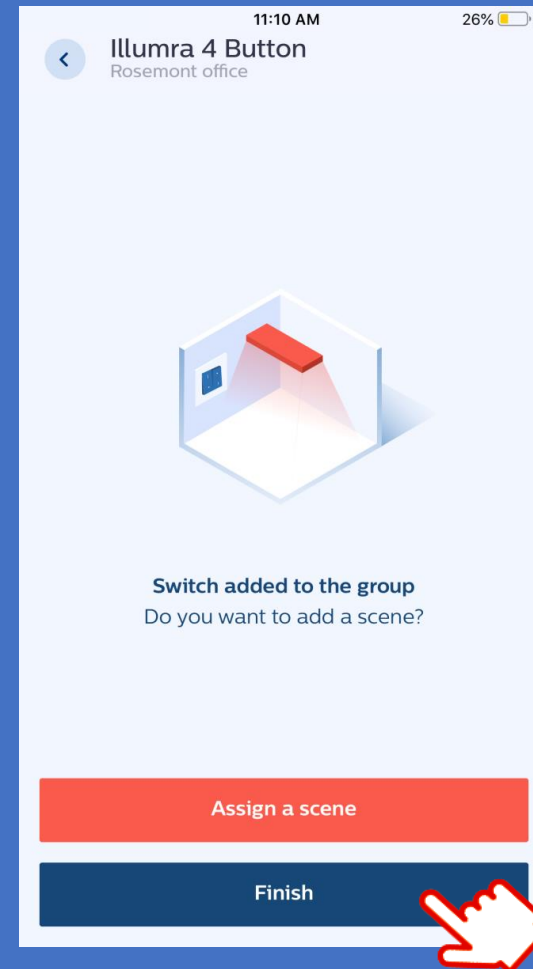 11:10 AM
26%
Illumra 4 Button
Rosemont office
Switch added to the group
Do you want to add a scene?
Assign a scene
Finish